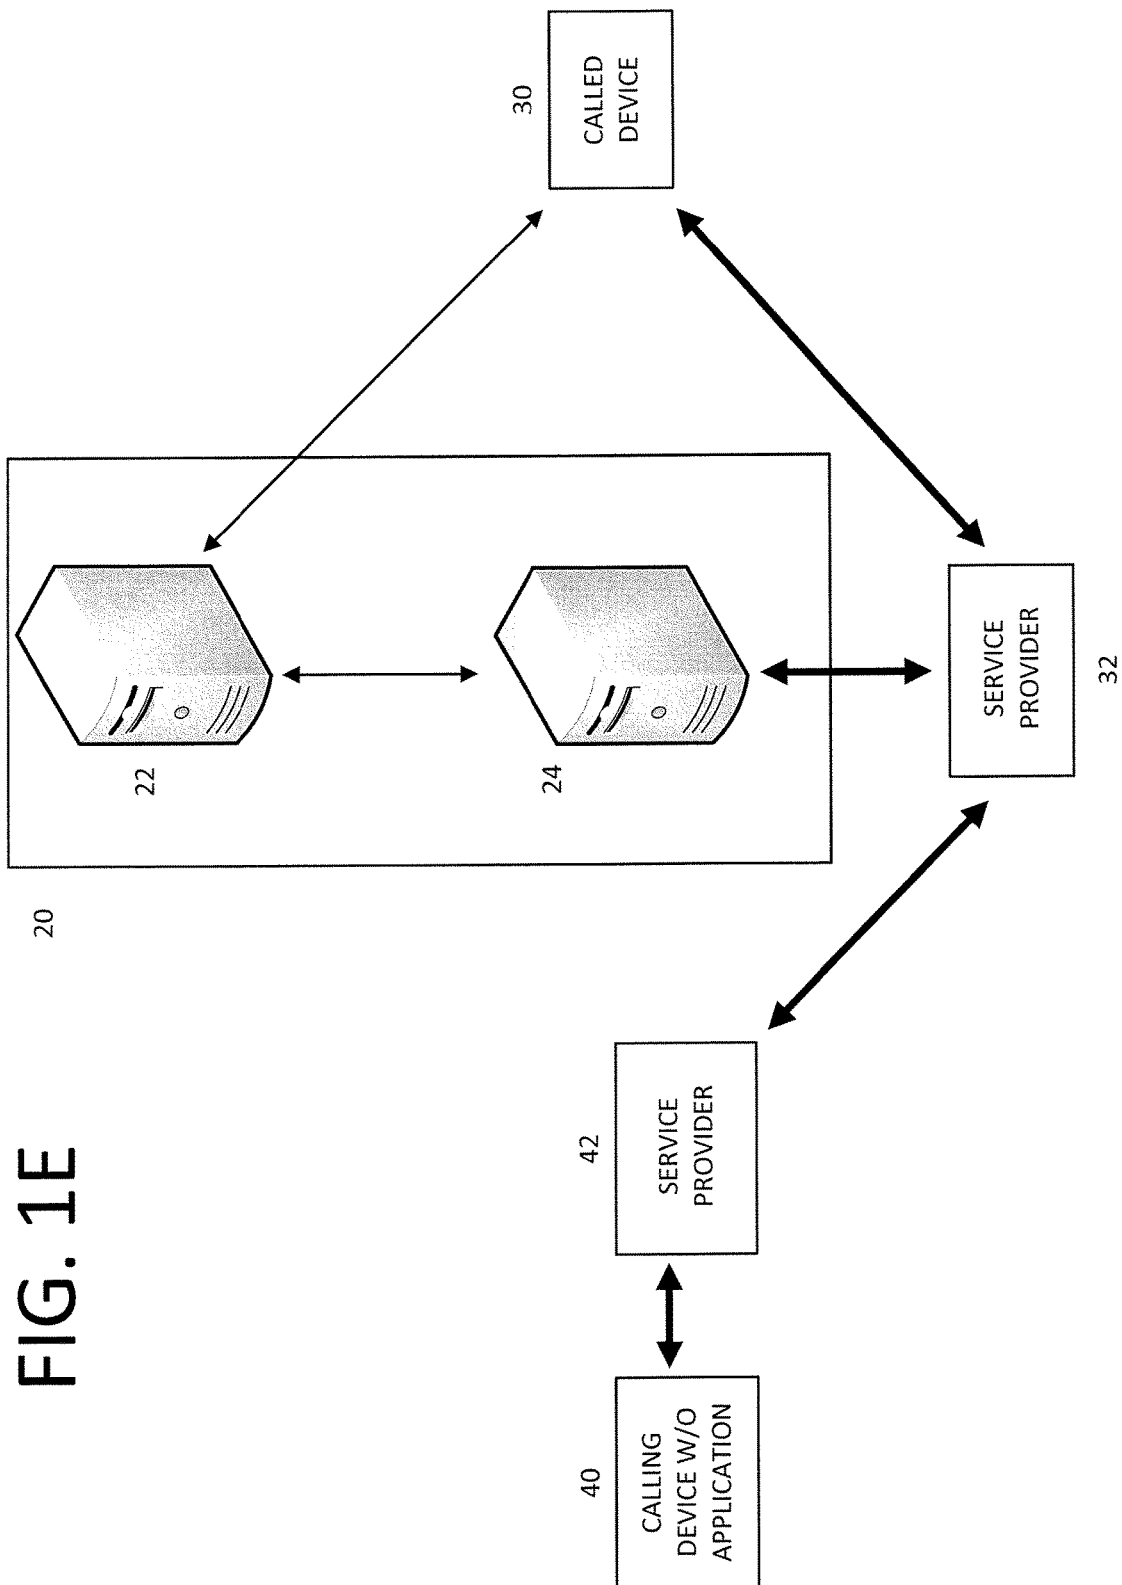 FIG. 1E
20
22
24
30
CALLED
DEVICE
40
CALLING
DEVICE W/O
APPLICATION
42
SERVICE
PROVIDER
SERVICE
PROVIDER
32